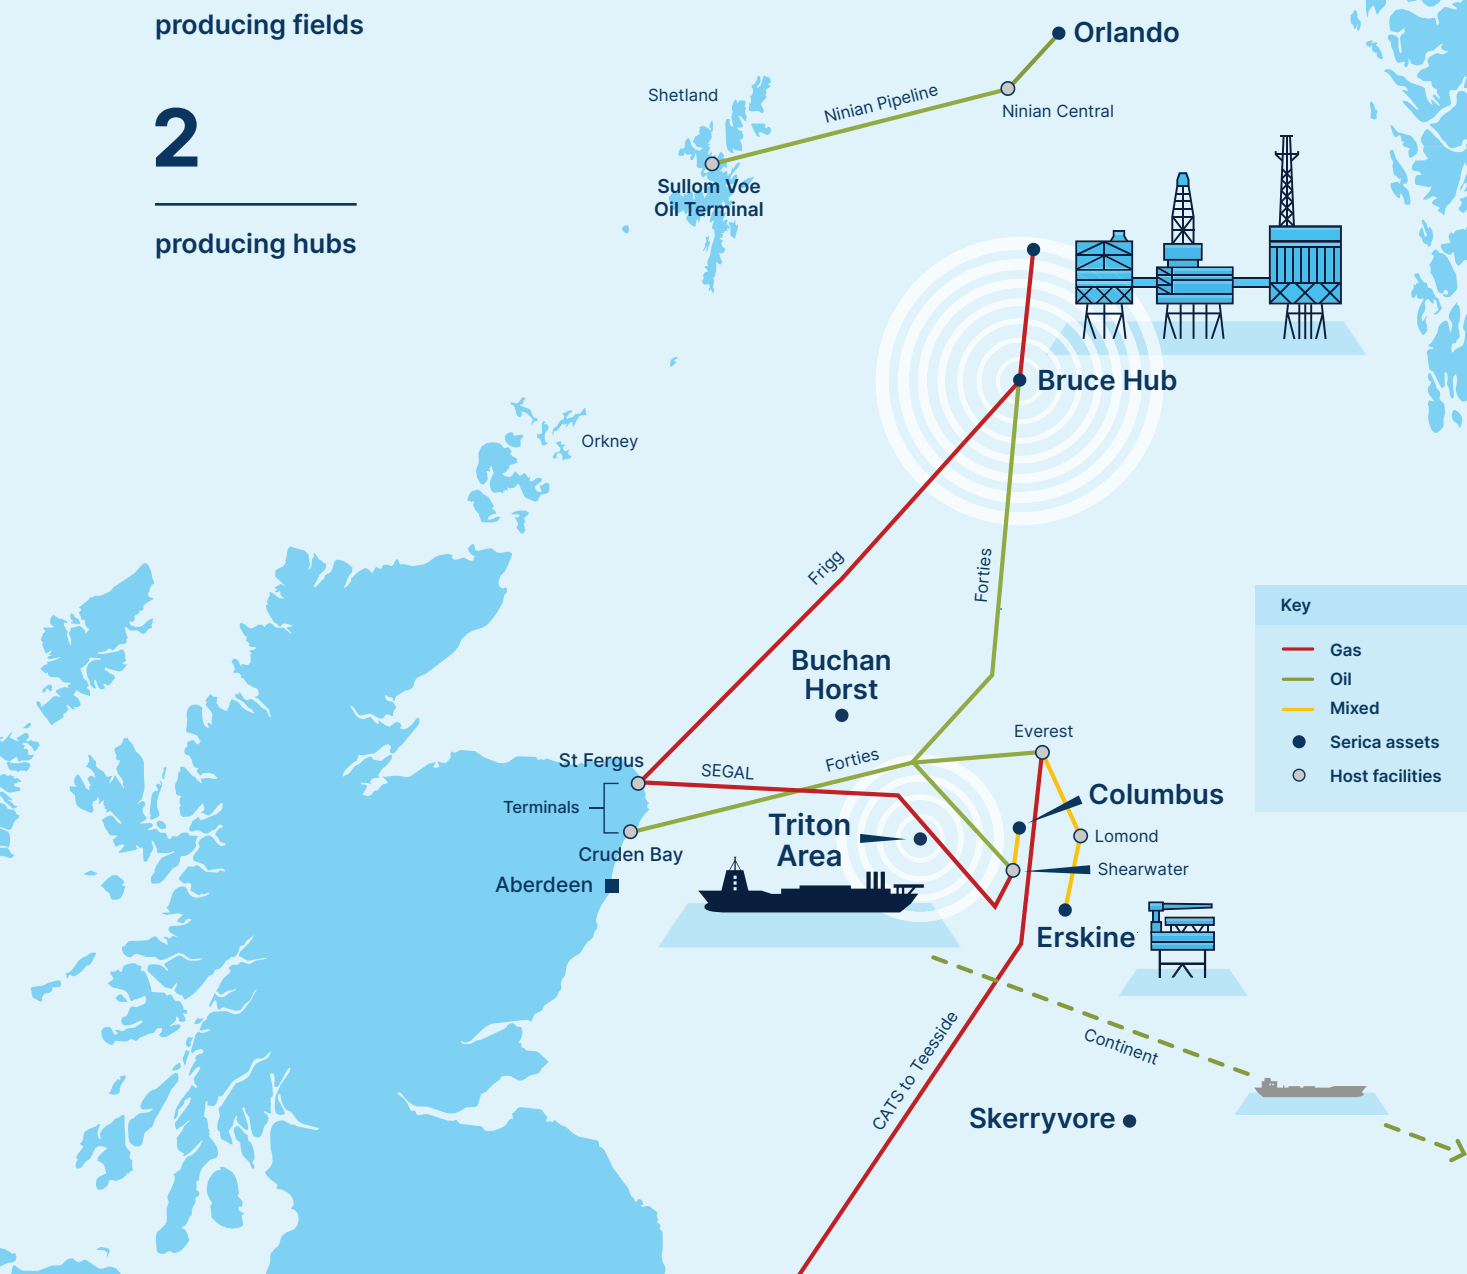 producing fields
2
producing hubs
Orlando
Shetland
Ninian Pipeline
Ninian Central
Sullom Voe
Oil Terminal
Bruce Hub
Orkney
Frigg
Forties
Key
Gas
Oil
Mixed
Serica assets
Host facilities
Buchan
Horst
Everest
St Fergus
SEGAL
Forties
Columbus
Terminals
Triton
Area
Lomond
Cruden Bay
Shearwater
Aberdeen
Erskine
CATS to Teesside
Continent
Skerryvore